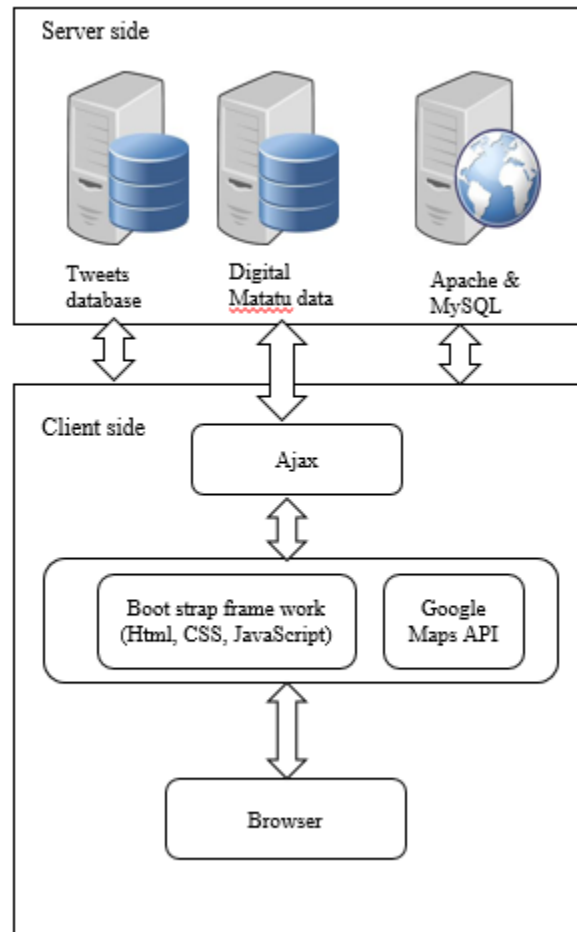 Server side
Tweets
database
Digital
Matatu data
Apache &
MySQL
Client side
Ajax
Boot strap frame work
(Html, CSS, JavaScript)
Google
Maps API
Browser